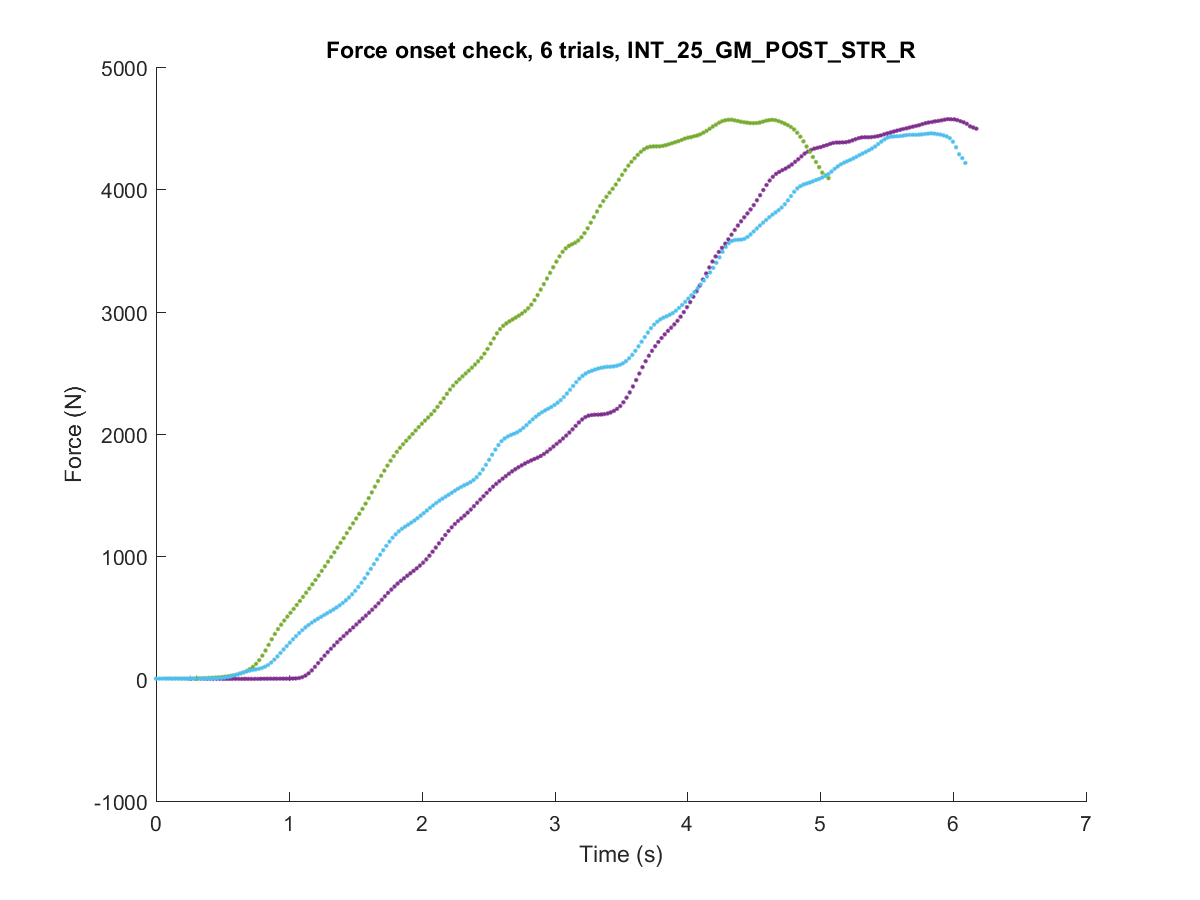 Force onset check, 6 trials, INT_25_GM_POST_STR_R
5000
4000
3000
2000
1000
0
-1000
Force (N)
0 1 2 3 4 5 6 7
Time (s)